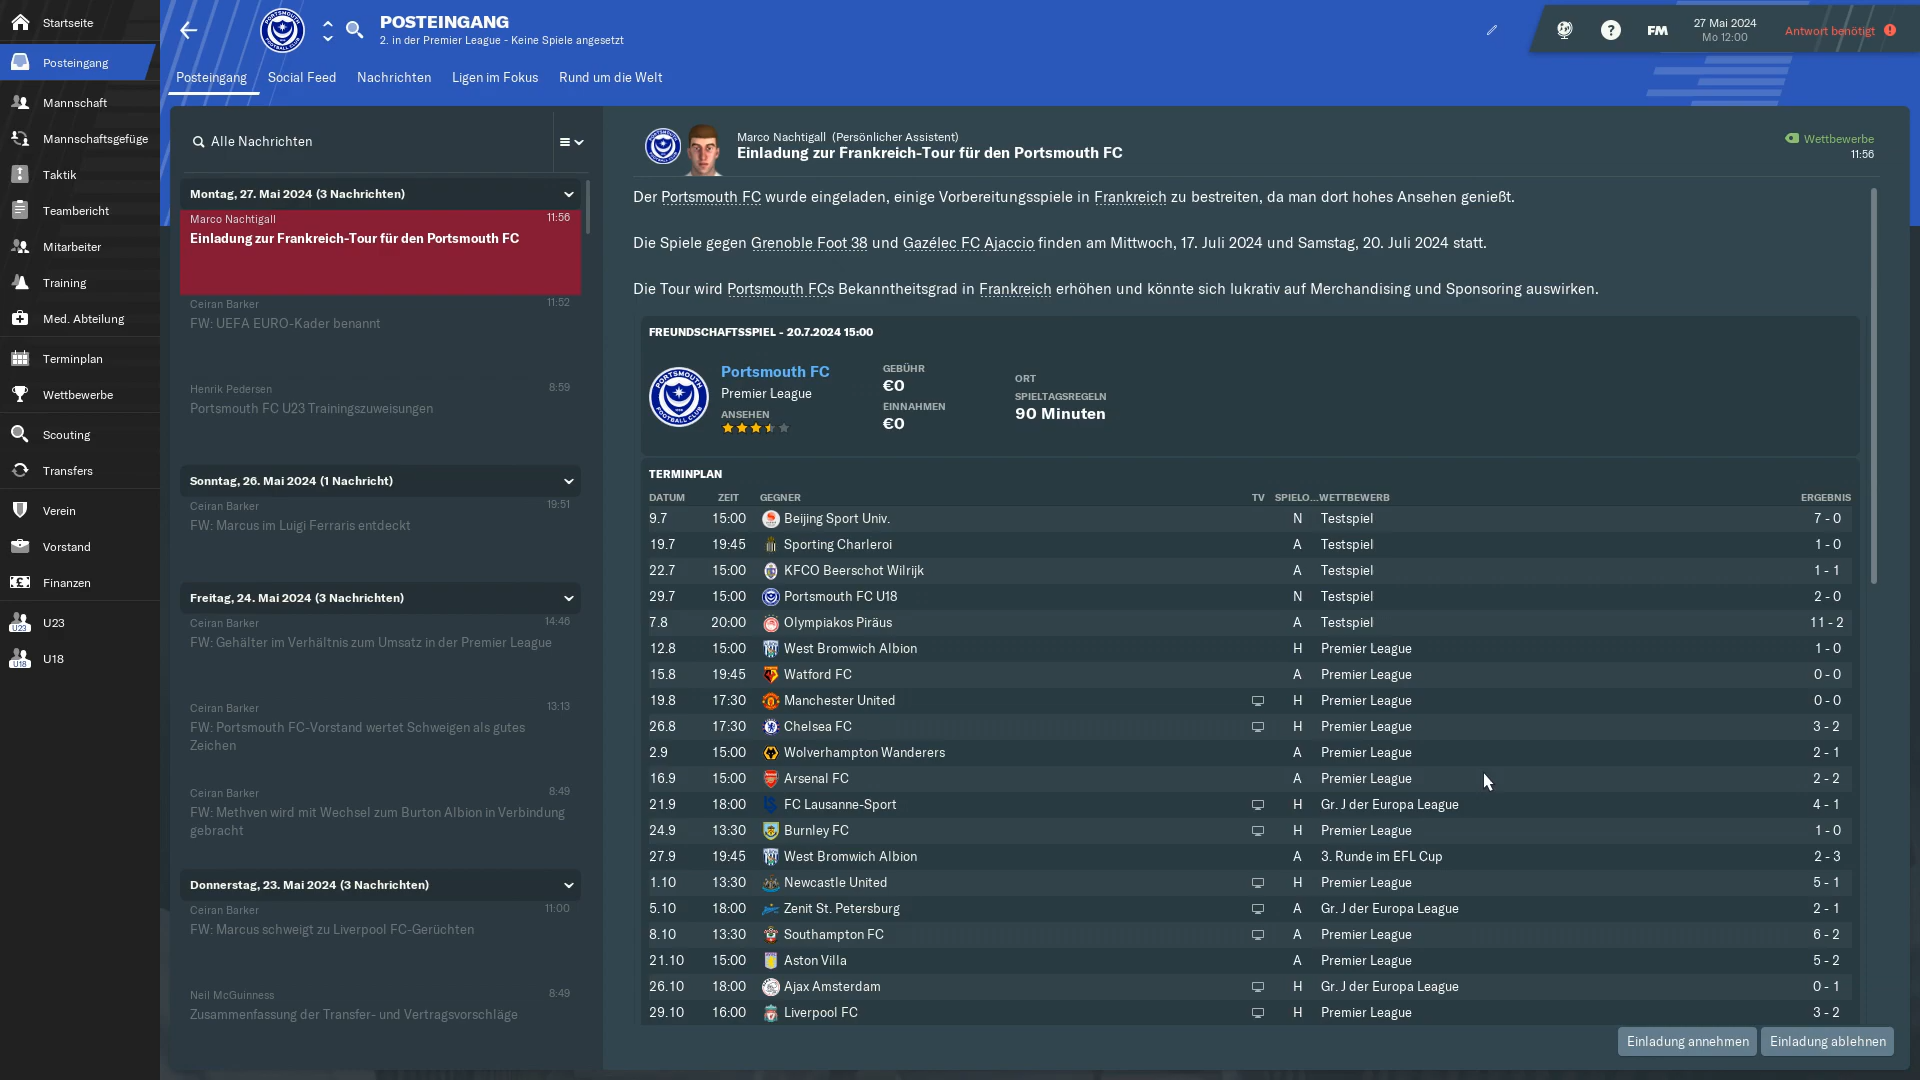 Startseite
Posteingang
Mannschaft
Mannschaftsgefüge
Taktik
Teambericht
Mitarbeiter
Training
Med. Abteilung
Terminplan
Wettbewerbe
Scouting
Transfers
Verein
Vorstand
Finanzen
U23
U23
U18
U18
POSTEINGANG
2. in der Premier League - Keine Spiele angesetzt
FM
27 Mai 2024
Mo 12:00
Antwort benötigt
Posteingang Social Feed Nachrichten Ligen im Fokus Rund um die Welt
Alle Nachrichten
Montag, 27. Mai 2024 (3 Nachrichten)
Marco Nachtigall 11:56
Einladung zur Frankreich-Tour für den Portsmouth FC
Ceiran Barker 11:52
FW: UEFA EURO-Kader benannt
Henrik Pedersen 8:59
Portsmouth FC U23 Trainingszuweisungen
Sonntag, 26. Mai 2024 (1 Nachricht)
Ceiran Barker 19:51
FW: Marcus im Luigi Ferraris entdeckt
Freitag, 24. Mai 2024 (3 Nachrichten)
Ceiran Barker 14:46
FW: Gehälter im Verhältnis zum Umsatz in der Premier League
Ceiran Barker 13:13
FW: Portsmouth FC-Vorstand wertet Schweigen als gutes
Zeichen
Ceiran Barker 8:49
FW: Methven wird mit Wechsel zum Burton Albion in Verbindung
gebracht
Donnerstag, 23. Mai 2024 (3 Nachrichten)
Ceiran Barker 11:00
FW: Marcus schweigt zu Liverpool FC-Gerüchten
Neil McGuinness 8:49
Zusammenfassung der Transfer- und Vertragsvorschläge
Marco Nachtigall (Persönlicher Assistent)
Einladung zur Frankreich-Tour für den Portsmouth FC
Wettbewerbe
11:56
Der Portsmouth FC wurde eingeladen, einige Vorbereitungsspiele in Frankreich zu bestreiten, da man dort hohes Ansehen genießt.
Die Spiele gegen Grenoble Foot 38 und Gazélec FC Ajaccio finden am Mittwoch, 17. Juli 2024 und Samstag, 20. Juli 2024 statt.
Die Tour wird Portsmouth FCs Bekanntheitsgrad in Frankreich erhöhen und könnte sich lukrativ auf Merchandising und Sponsoring auswirken.
FREUNDSCHAFTSSPIEL - 20.7.2024 15:00
PORTSMOUTH
FOOTBALL CLUB
Portsmouth FC
Premier League
ANSEHEN
GEBÜHR
€0
EINNAHMEN
€0
ORT
SPIELTAGSREGELN
90 Minuten
TERMINPLAN
DATUM ZEIT GEGNER TV SPIELO... WETTBEWERB ERGEBNIS
9.7 15:00 Beijing Sport Univ. N Testspiel 7 - 0
19.7 19:45 Sporting Charleroi A Testspiel 1 - 0
22.7 15:00 KFCO Beerschot Wilrijk A Testspiel 1 - 1
29.7 15:00 Portsmouth FC U18 N Testspiel 2 - 0
7.8 20:00 Olympiakos Piräus A Testspiel 11 - 2
12.8 15:00 West Bromwich Albion H Premier League 1 - 0
15.8 19:45 Watford FC A Premier League 0 - 0
19.8 17:30 Manchester United H Premier League 0 - 0
26.8 17:30 Chelsea FC H Premier League 3 - 2
2.9 15:00 Wolverhampton Wanderers A Premier League 2 - 1
16.9 15:00 Arsenal FC A Premier League 2 - 2
21.9 18:00 FC Lausanne-Sport H Gr. J der Europa League 4 - 1
24.9 13:30 Burnley FC H Premier League 1 - 0
27.9 19:45 West Bromwich Albion A 3. Runde im EFL Cup 2 - 3
1.10 13:30 Newcastle United H Premier League 5 - 1
5.10 18:00 Zenit St. Petersburg A Gr. J der Europa League 2 - 1
8.10 13:30 Southampton FC A Premier League 6 - 2
21.10 15:00 Aston Villa A Premier League 5 - 2
26.10 18:00 Ajax Amsterdam H Gr. J der Europa League 0 - 1
29.10 16:00 Liverpool FC H Premier League 3 - 2
Einladung annehmen Einladung ablehnen